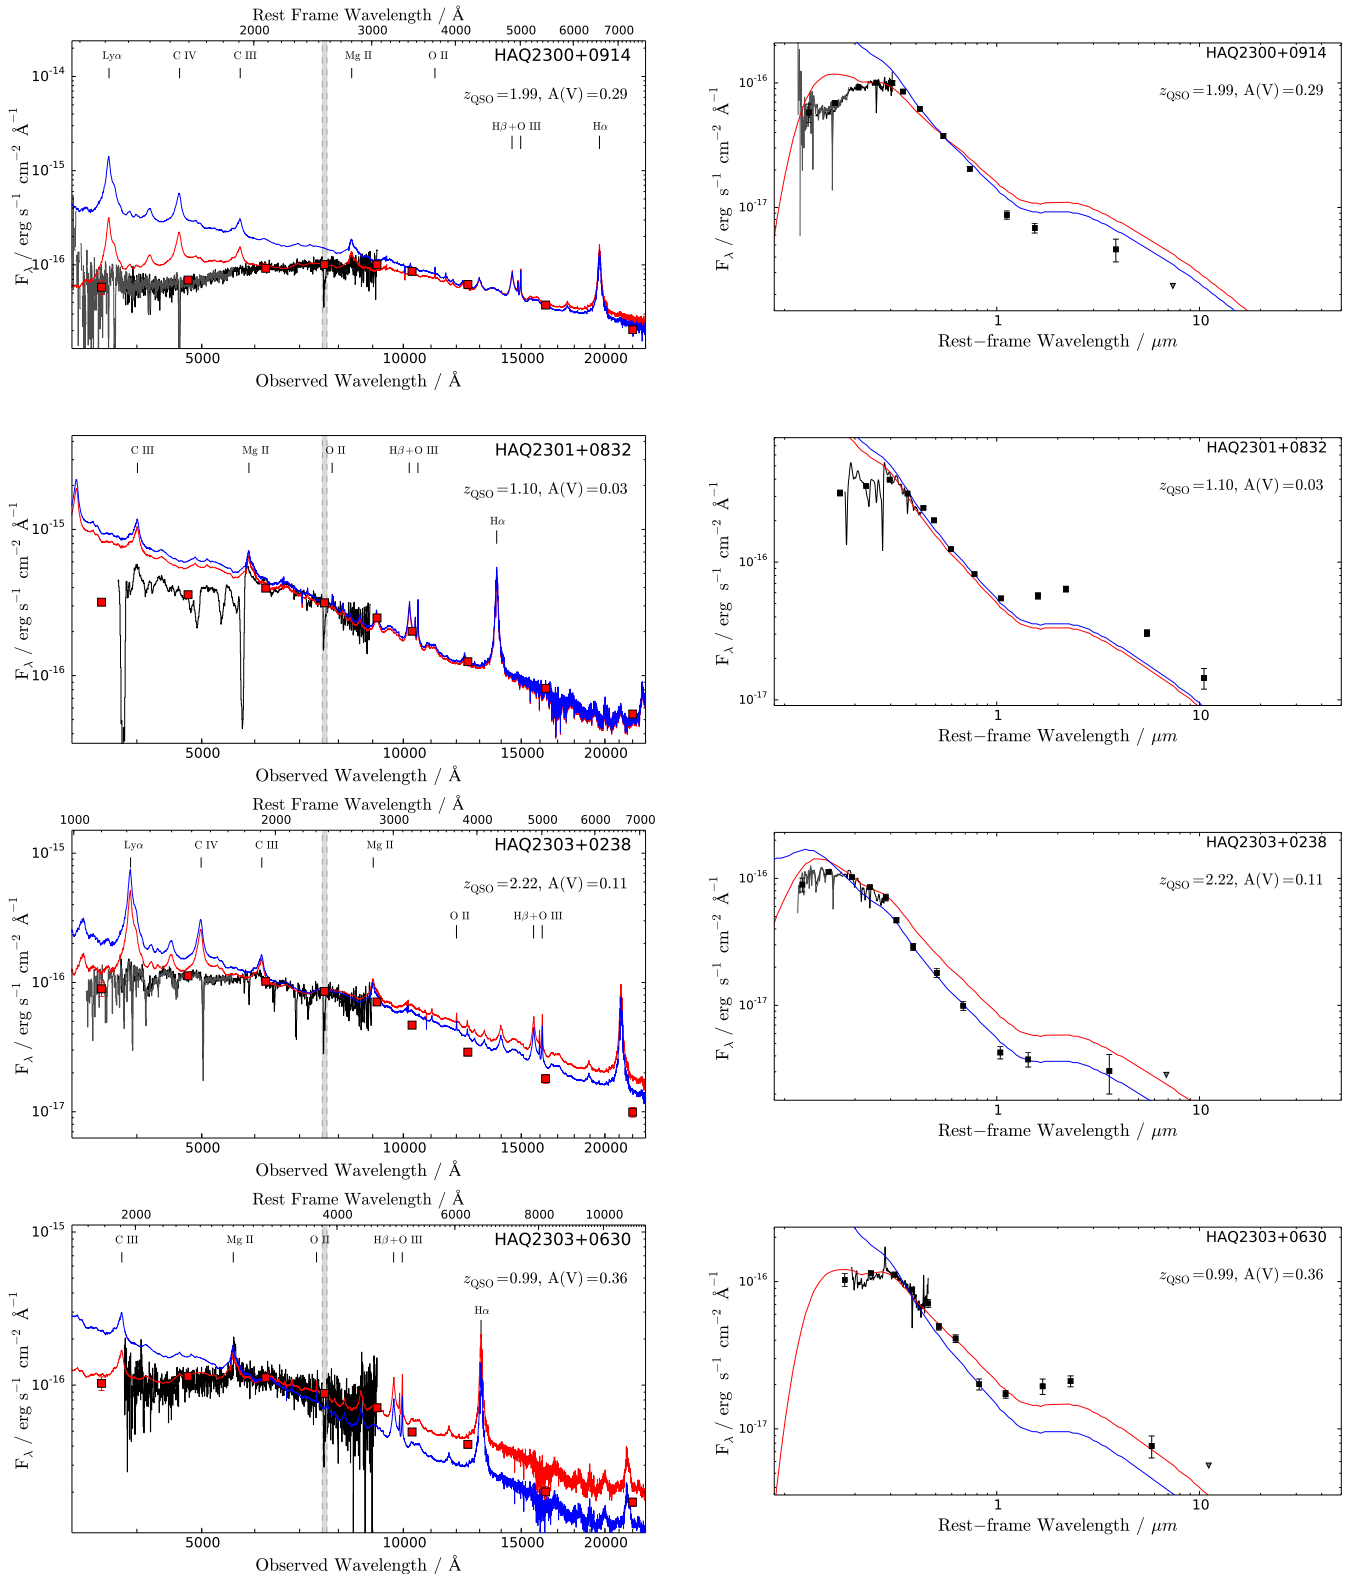 Rest Frame Wavelength / Å
2000 3000 4000 5000 6000 7000
HAQ2300+0914
Lyα C IV C III Mg II O II
z_QSO=1.99, A(V)=0.29
Hβ+O III Hα
10^-14
10^-15
10^-16
F_λ / erg s^-1 cm^-2 Å^-1
5000 10000 15000 20000
Observed Wavelength / Å
HAQ2300+0914
z_QSO=1.99, A(V)=0.29
10^-16
10^-17
F_λ / erg s^-1 cm^-2 Å^-1
1 10
Rest−frame Wavelength / μm
HAQ2301+0832
C III Mg II O II Hβ+O III
z_QSO=1.10, A(V)=0.03
Hα
10^-15
10^-16
F_λ / erg s^-1 cm^-2 Å^-1
5000 10000 15000 20000
Observed Wavelength / Å
HAQ2301+0832
z_QSO=1.10, A(V)=0.03
10^-16
10^-17
F_λ / erg s^-1 cm^-2 Å^-1
1 10
Rest−frame Wavelength / μm
Rest Frame Wavelength / Å
1000 2000 3000 4000 5000 6000 7000
HAQ2303+0238
Lyα C IV C III Mg II
z_QSO=2.22, A(V)=0.11
O II Hβ+O III
10^-15
10^-16
10^-17
F_λ / erg s^-1 cm^-2 Å^-1
5000 10000 15000 20000
Observed Wavelength / Å
HAQ2303+0238
z_QSO=2.22, A(V)=0.11
10^-16
10^-17
F_λ / erg s^-1 cm^-2 Å^-1
1 10
Rest−frame Wavelength / μm
Rest Frame Wavelength / Å
2000 4000 6000 8000 10000
HAQ2303+0630
C III Mg II O II Hβ+O III
z_QSO=0.99, A(V)=0.36
Hα
10^-15
10^-16
F_λ / erg s^-1 cm^-2 Å^-1
5000 10000 15000 20000
Observed Wavelength / Å
HAQ2303+0630
z_QSO=0.99, A(V)=0.36
10^-16
10^-17
F_λ / erg s^-1 cm^-2 Å^-1
1 10
Rest−frame Wavelength / μm